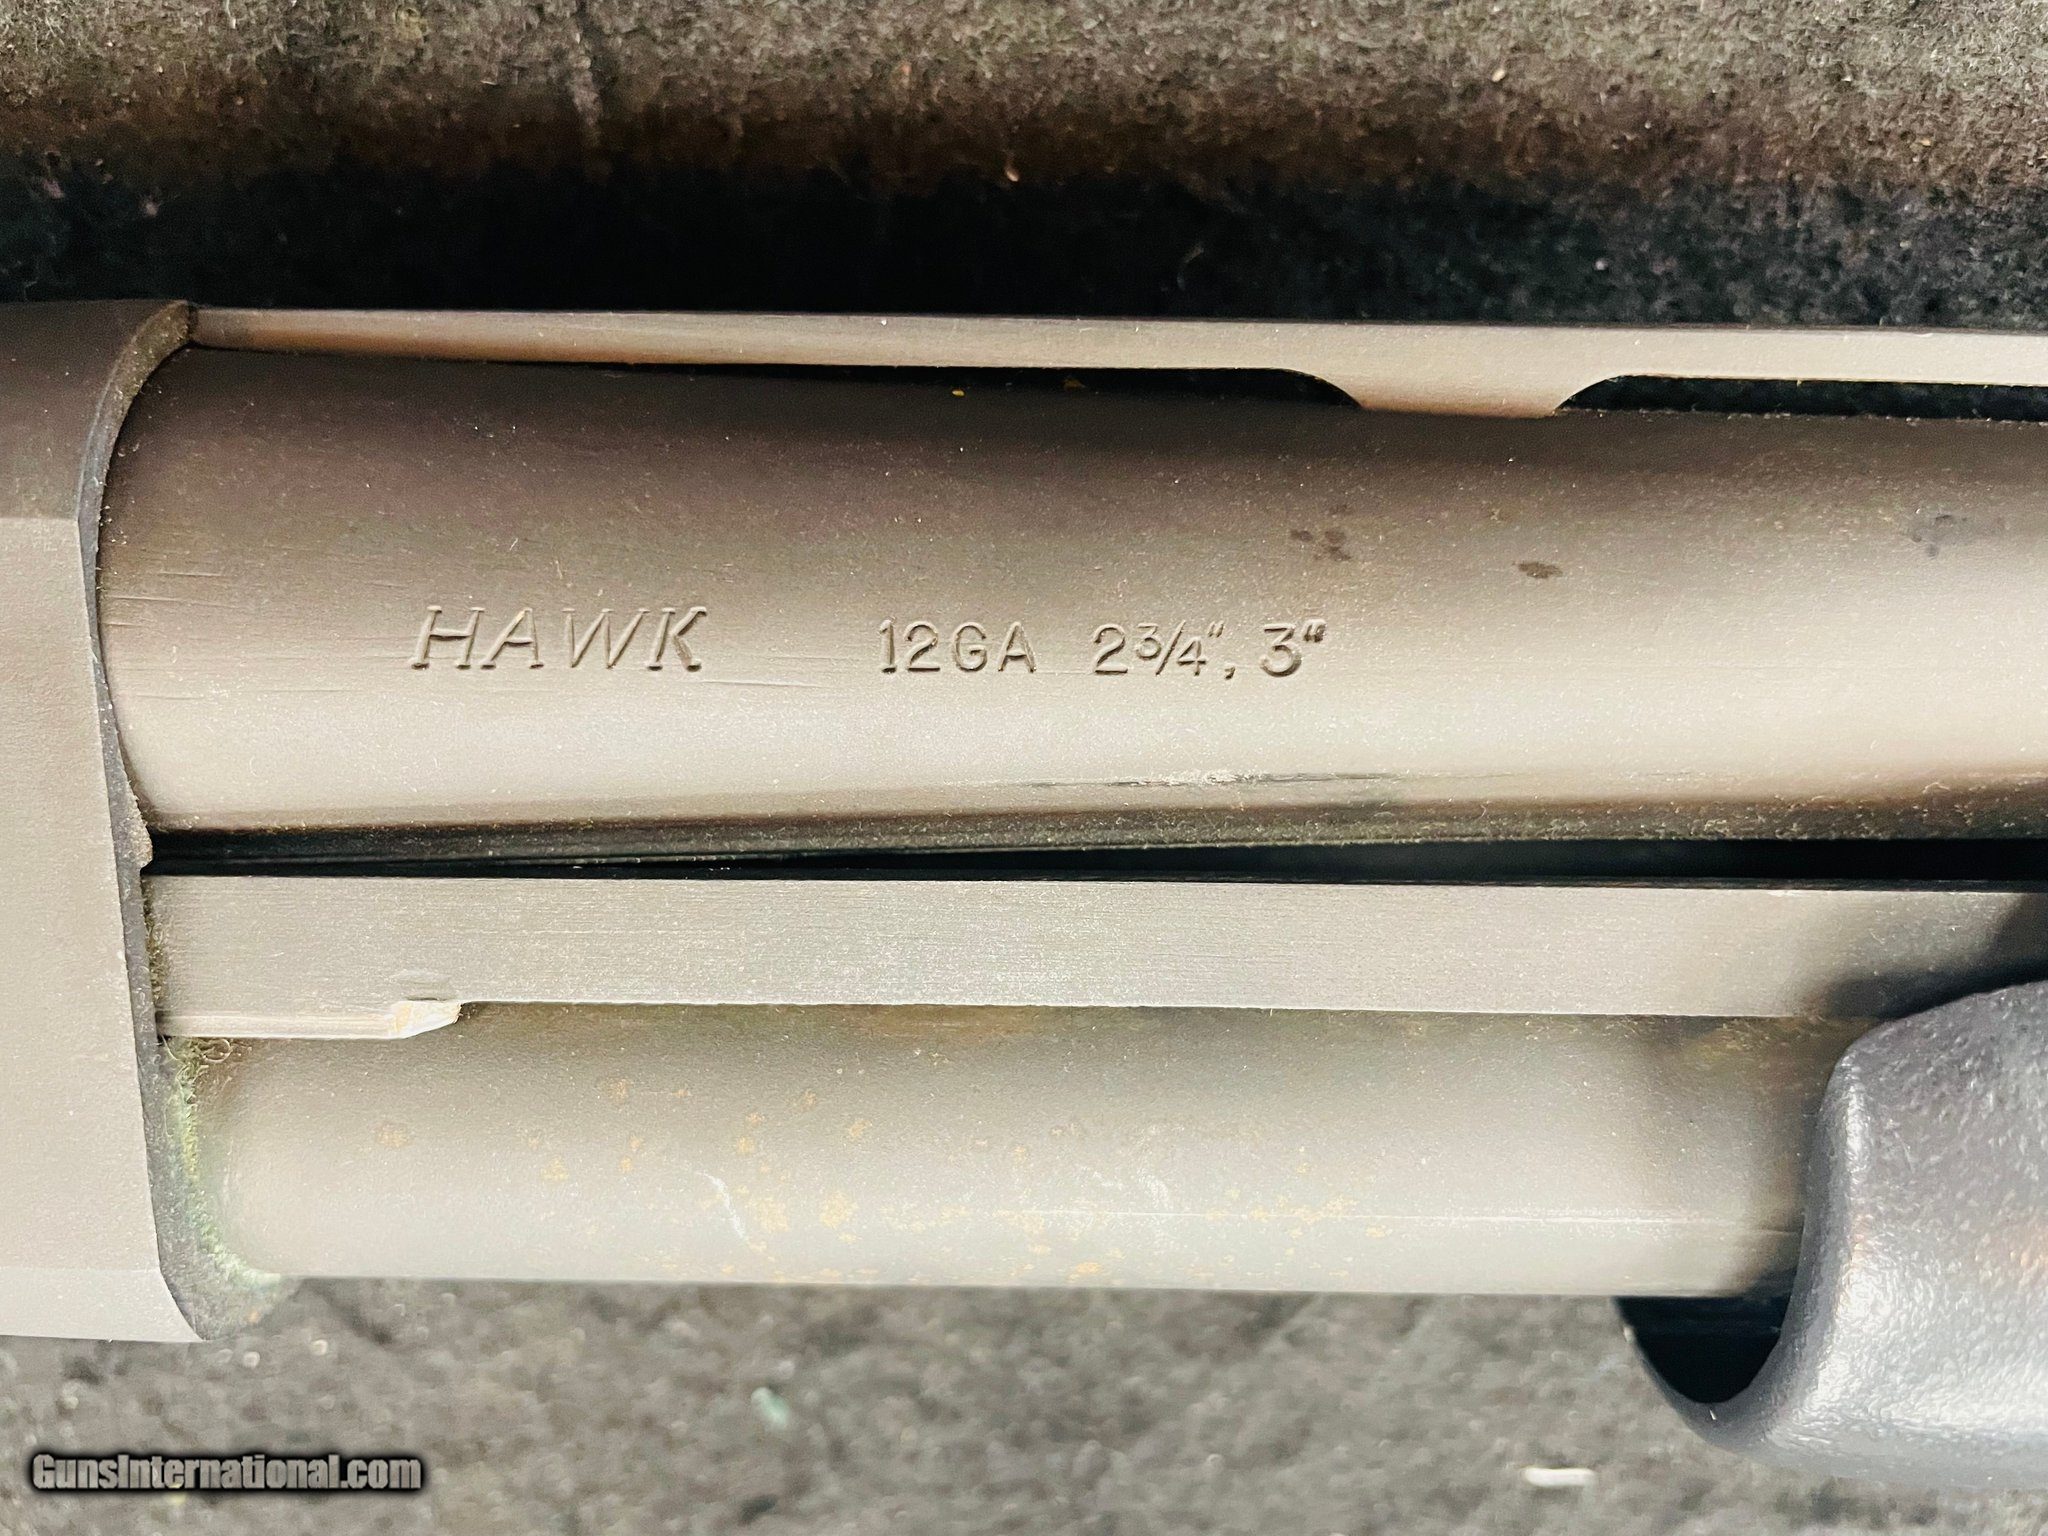 HAWK 12GA 2¾", 3"
GunsInternational.com